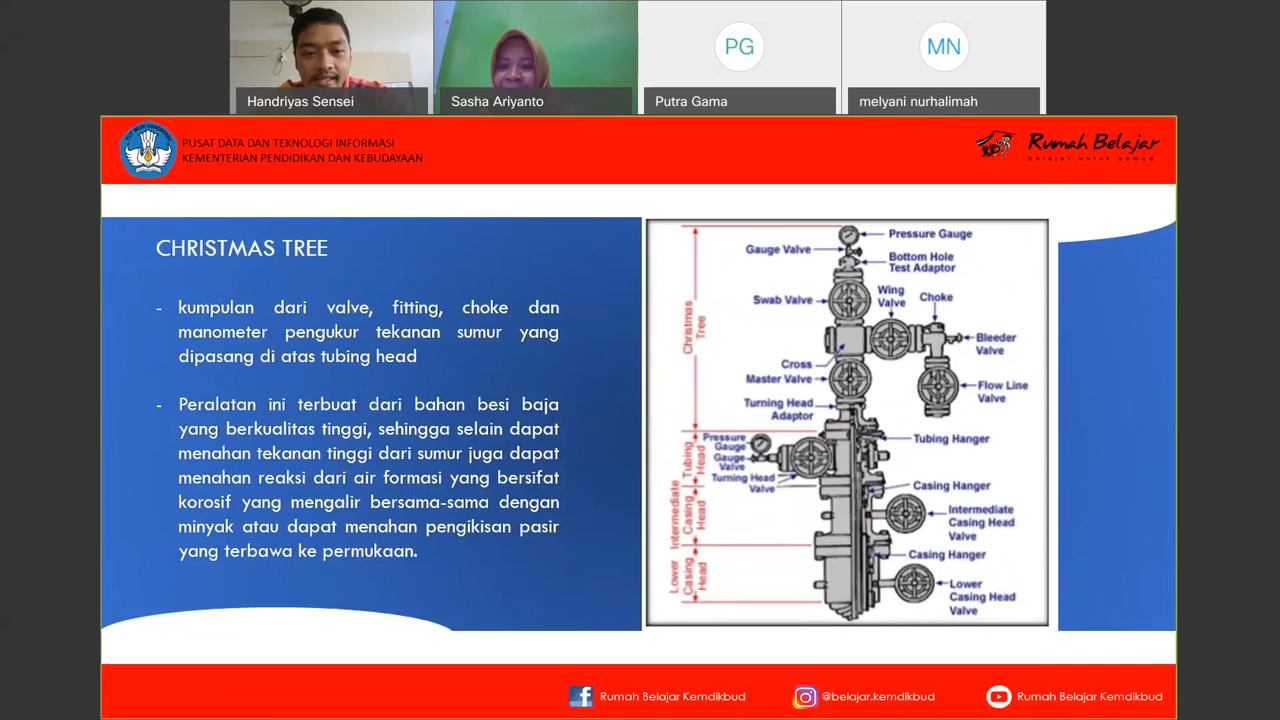 PG
MN
Handriyas Sensei
Sasha Ariyanto
Putra Gama
melyani nurhalimah
PUSAT DATA DAN TEKNOLOGI INFORMASI
KEMENTERIAN PENDIDIKAN DAN KEBUDAYAAN
Rumah Belajar
belajar untuk semua
CHRISTMAS TREE
- kumpulan dari valve, fitting, choke dan
manometer pengukur tekanan sumur yang
dipasang di atas tubing head
- Peralatan ini terbuat dari bahan besi baja
yang berkualitas tinggi, sehingga selain dapat
menahan tekanan tinggi dari sumur juga dapat
menahan reaksi dari air formasi yang bersifat
korosif yang mengalir bersama-sama dengan
minyak atau dapat menahan pengikisan pasir
yang terbawa ke permukaan.
Pressure Gauge
Gauge Valve
Bottom Hole
Test Adaptor
Swab Valve
Wing
Valve
Choke
Christmas
Tree
Bleeder
Valve
Cross
Master Valve
Flow Line
Valve
Turning Head
Adaptor
Tubing Hanger
Pressure
Gauge
Gauge
Valve
Turning Head
Valve
Tubing
Head
Casing Hanger
Intermediate
Casing
Head
Intermediate
Casing Head
Valve
Casing Hanger
Lower
Casing
Head
Lower
Casing Head
Valve
Rumah Belajar Kemdikbud
@belajar.kemdikbud
Rumah Belajar Kemdikbud